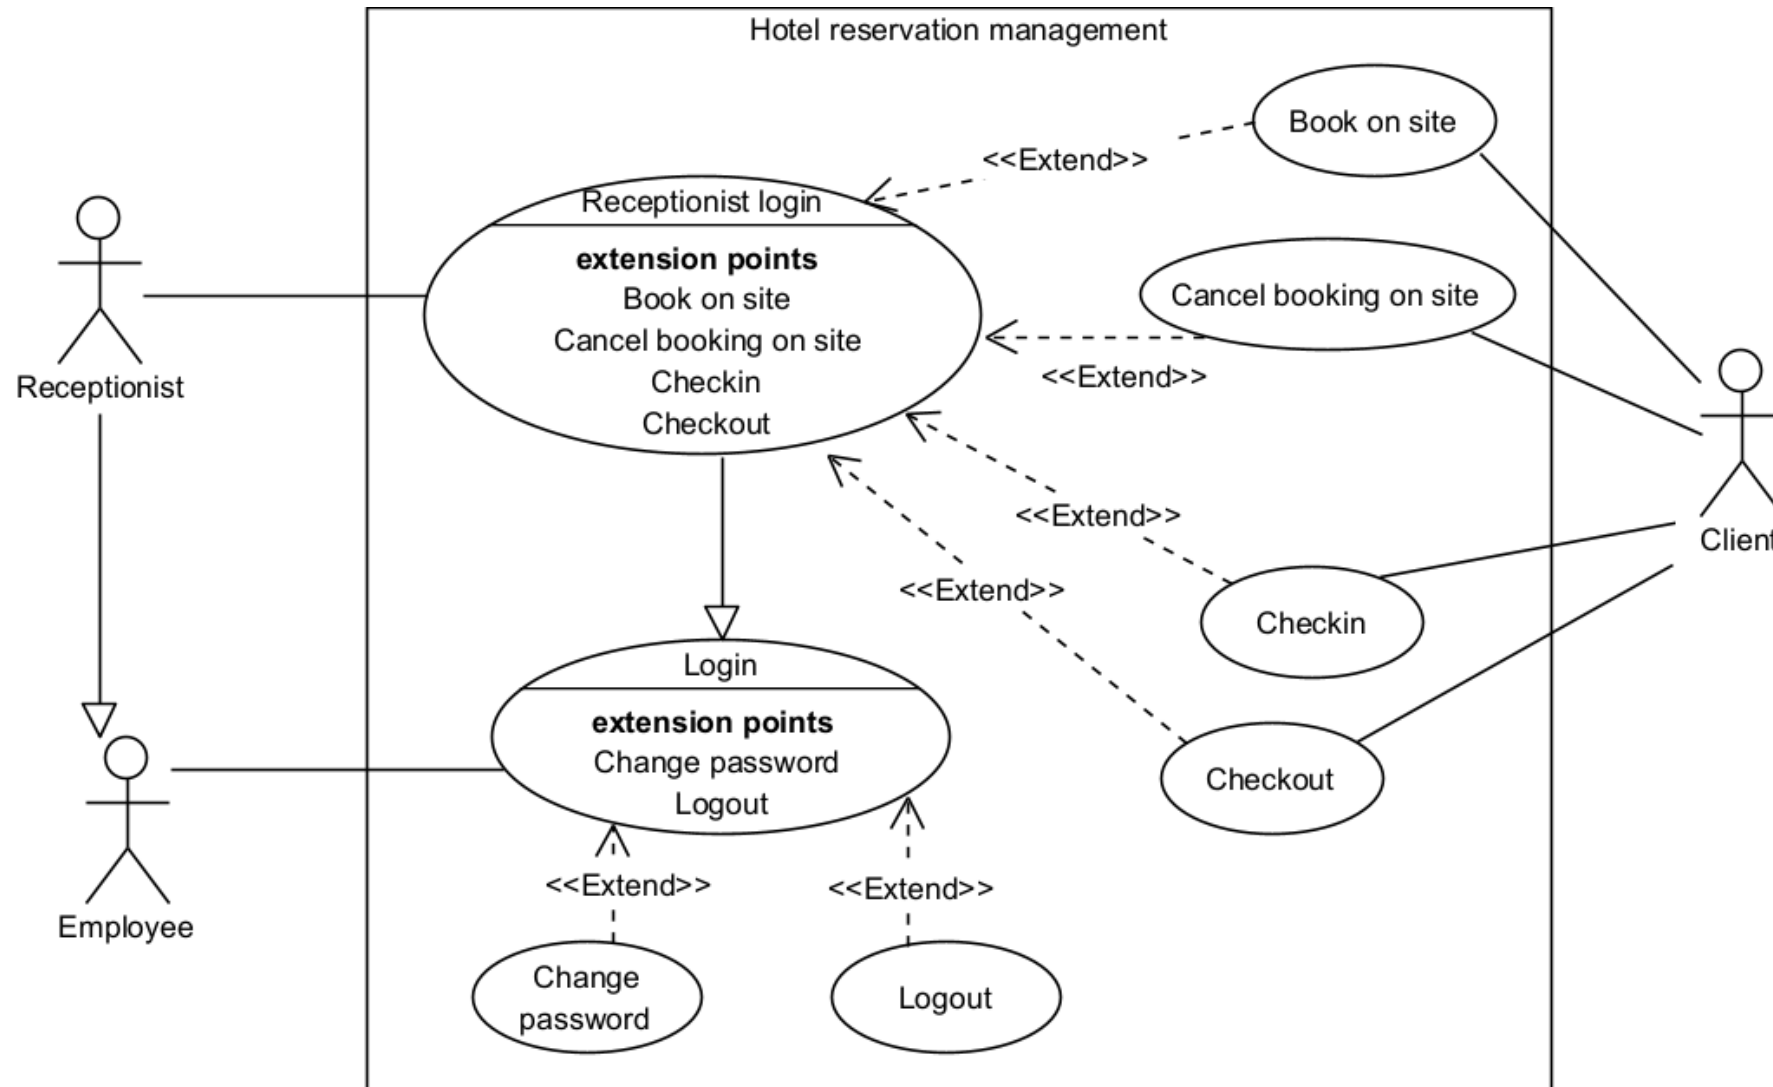 Hotel reservation management
Book on site
<<Extend>>
Receptionist login
extension points
Book on site
Cancel booking on site
Checkin
Checkout
Cancel booking on site
<<Extend>>
Receptionist
<<Extend>>
Client
<<Extend>>
Checkin
Login
extension points
Change password
Logout
Checkout
<<Extend>>
<<Extend>>
Employee
Change
password
Logout